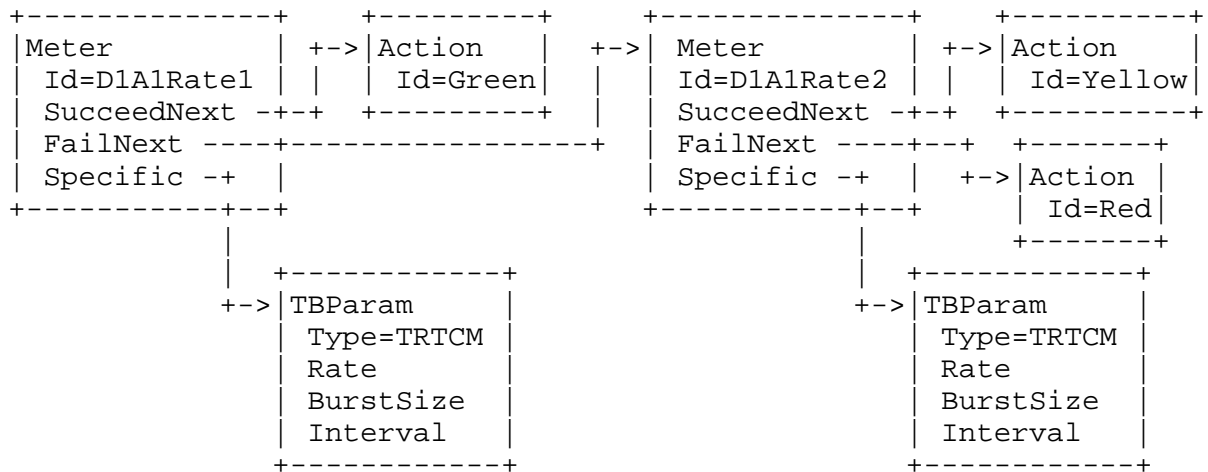 +--------------+     +---------+     +--------------+     +----------+
|Meter         | +->|Action   |  +->| Meter        | +->|Action    |
| Id=D1A1Rate1 | |  | Id=Green|  |  | Id=D1A1Rate2 | |  | Id=Yellow|
| SucceedNext -+-+  +---------+  |  | SucceedNext -+-+  +----------+
| FailNext ----+-----------------+  | FailNext ----+--+  +-------+
| Specific -+  |                    | Specific -+  |  +->|Action |
+-----------+--+                    +-----------+--+     | Id=Red|
            |                                   |        +-------+
            |  +------------+                   |  +------------+
            +->|TBParam     |                   +->|TBParam     |
               | Type=TRTCM |                      | Type=TRTCM |
               | Rate       |                      | Rate       |
               | BurstSize  |                      | BurstSize  |
               | Interval   |                      | Interval   |
               +------------+                      +------------+